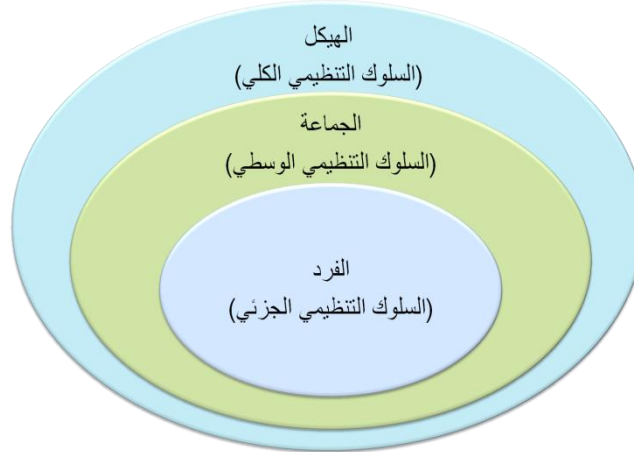 الهيكل
(السلوك التنظيمي الكلي)
الجماعة
(السلوك التنظيمي الوسطي)
الفرد
(السلوك التنظيمي الجزئي)